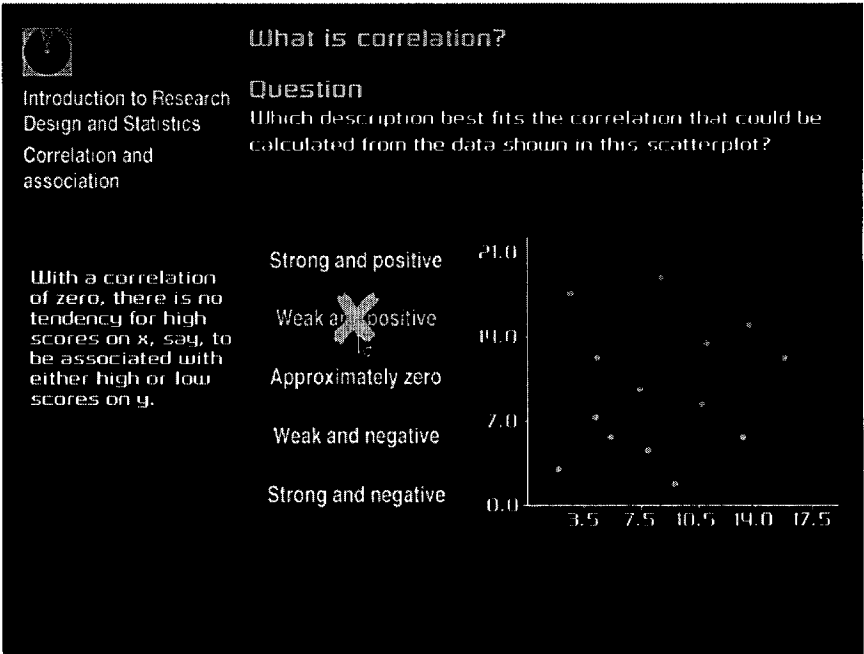 What is correlation?
Introduction to Research
Design and Statistics
Correlation and
association
Question
Which description best fits the correlation that could be
calculated from the data shown in this scatterplot?
With a correlation
of zero, there is no
tendency for high
scores on x, say, to
be associated with
either high or low
scores on y.
Strong and positive
Weak and positive
Approximately zero
Weak and negative
Strong and negative
21.0
14.0
7.0
0.0
3.5 7.5 10.5 14.0 17.5